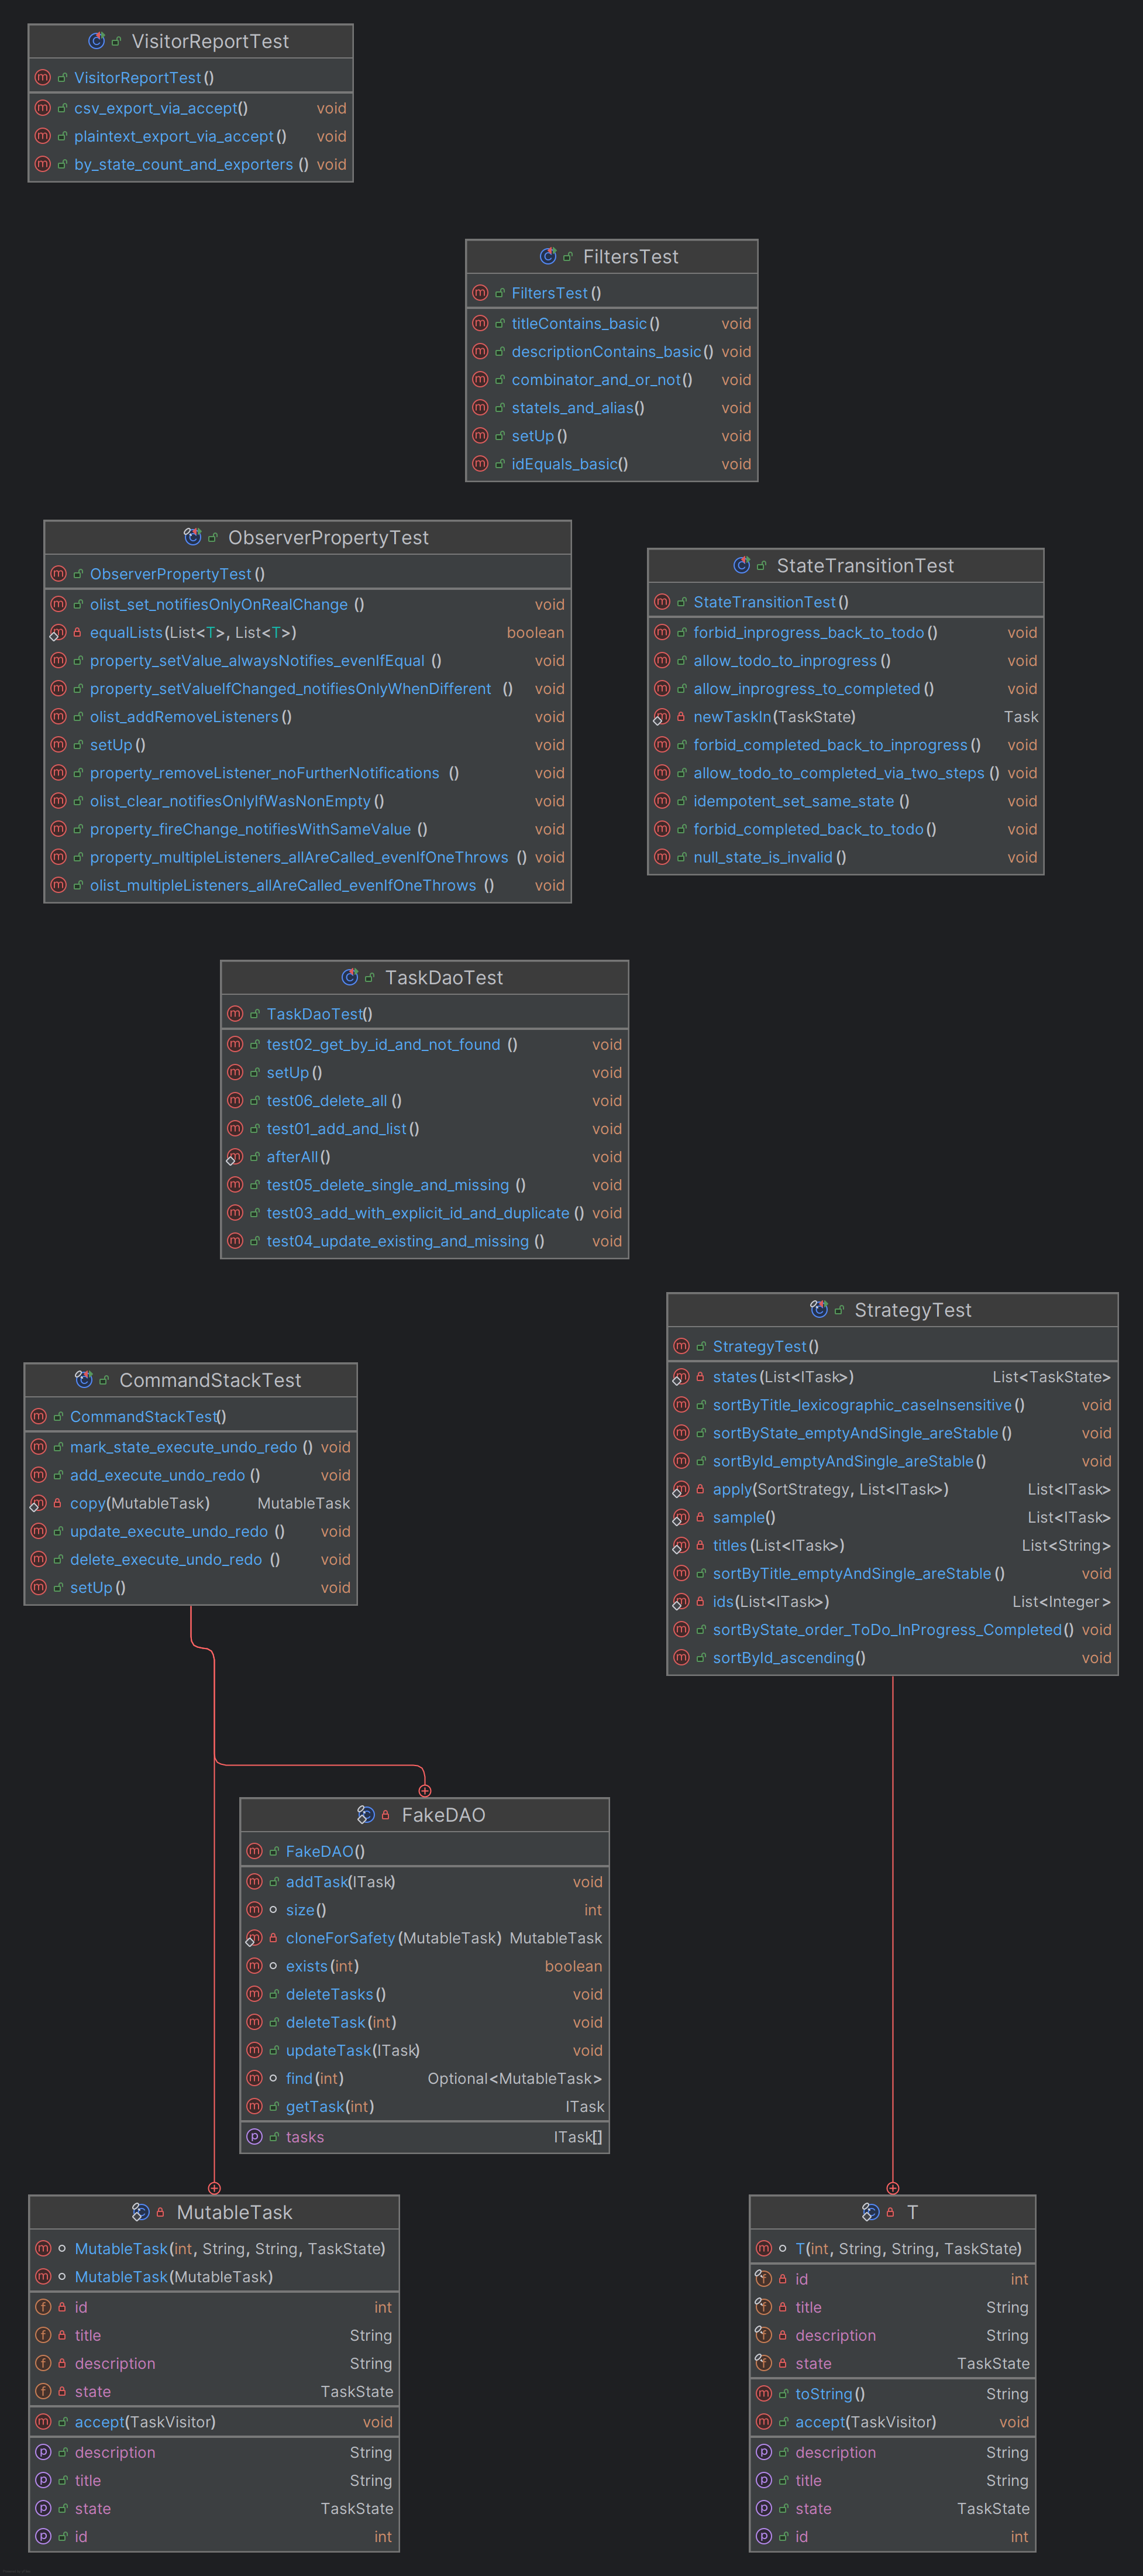 VisitorReportTest
VisitorReportTest()
csv_export_via_accept() void
plaintext_export_via_accept() void
by_state_count_and_exporters () void
FiltersTest
FiltersTest()
titleContains_basic() void
descriptionContains_basic() void
combinator_and_or_not() void
stateIs_and_alias() void
setUp() void
idEquals_basic() void
ObserverPropertyTest
ObserverPropertyTest()
olist_set_notifiesOnlyOnRealChange () void
equalLists(List<T>, List<T>) boolean
property_setValue_alwaysNotifies_evenIfEqual () void
property_setValueIfChanged_notifiesOnlyWhenDifferent () void
olist_addRemoveListeners() void
setUp() void
property_removeListener_noFurtherNotifications () void
olist_clear_notifiesOnlyIfWasNonEmpty() void
property_fireChange_notifiesWithSameValue () void
property_multipleListeners_allAreCalled_evenIfOneThrows () void
olist_multipleListeners_allAreCalled_evenIfOneThrows () void
StateTransitionTest
StateTransitionTest()
forbid_inprogress_back_to_todo() void
allow_todo_to_inprogress() void
allow_inprogress_to_completed() void
newTaskIn(TaskState) Task
forbid_completed_back_to_inprogress() void
allow_todo_to_completed_via_two_steps () void
idempotent_set_same_state () void
forbid_completed_back_to_todo() void
null_state_is_invalid() void
TaskDaoTest
TaskDaoTest()
test02_get_by_id_and_not_found () void
setUp() void
test06_delete_all () void
test01_add_and_list() void
afterAll() void
test05_delete_single_and_missing () void
test03_add_with_explicit_id_and_duplicate () void
test04_update_existing_and_missing () void
StrategyTest
StrategyTest()
states(List<ITask>) List<TaskState>
sortByTitle_lexicographic_caseInsensitive() void
sortByState_emptyAndSingle_areStable() void
sortById_emptyAndSingle_areStable() void
apply(SortStrategy, List<ITask>) List<ITask>
sample() List<ITask>
titles(List<ITask>) List<String>
sortByTitle_emptyAndSingle_areStable() void
ids(List<ITask>) List<Integer>
sortByState_order_ToDo_InProgress_Completed() void
sortById_ascending() void
CommandStackTest
CommandStackTest()
mark_state_execute_undo_redo () void
add_execute_undo_redo () void
copy(MutableTask) MutableTask
update_execute_undo_redo () void
delete_execute_undo_redo () void
setUp() void
FakeDAO
FakeDAO()
addTask(ITask) void
size() int
cloneForSafety(MutableTask) MutableTask
exists(int) boolean
deleteTasks() void
deleteTask(int) void
updateTask(ITask) void
find(int) Optional<MutableTask>
getTask(int) ITask
tasks ITask[]
MutableTask
MutableTask(int, String, String, TaskState)
MutableTask(MutableTask)
id int
title String
description String
state TaskState
accept(TaskVisitor) void
description String
title String
state TaskState
id int
T
T(int, String, String, TaskState)
id int
title String
description String
state TaskState
toString() String
accept(TaskVisitor) void
description String
title String
state TaskState
id int